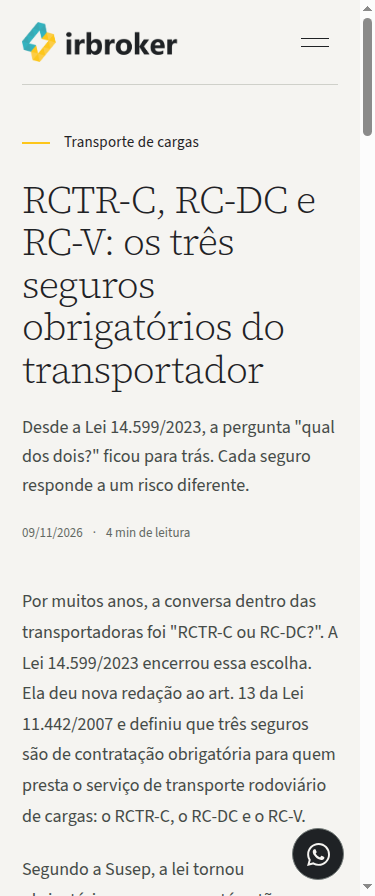 irbroker
Transporte de cargas
RCTR-C, RC-DC e
RC-V: os três
seguros
obrigatórios do
transportador
Desde a Lei 14.599/2023, a pergunta "qual
dos dois?" ficou para trás. Cada seguro
responde a um risco diferente.
09/11/2026 · 4 min de leitura
Por muitos anos, a conversa dentro das
transportadoras foi "RCTR-C ou RC-DC?". A
Lei 14.599/2023 encerrou essa escolha.
Ela deu nova redação ao art. 13 da Lei
11.442/2007 e definiu que três seguros
são de contratação obrigatória para quem
presta o serviço de transporte rodoviário
de cargas: o RCTR-C, o RC-DC e o RC-V.
Segundo a Susep, a lei tornou